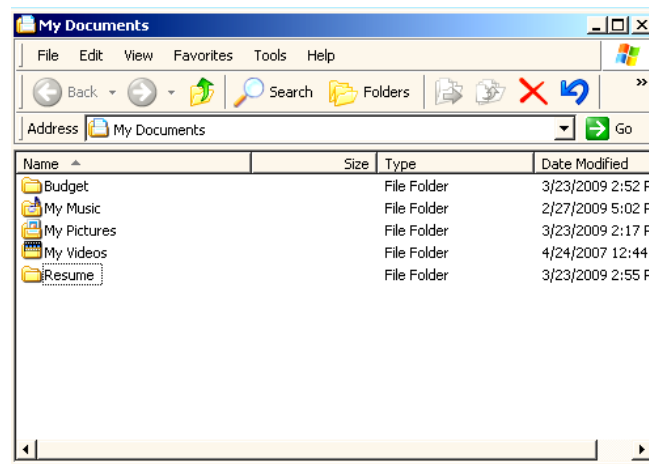 My Documents
File Edit View Favorites Tools Help
Back Search Folders »
Address My Documents Go
Name Size Type Date Modified
Budget File Folder 3/23/2009 2:52 P
My Music File Folder 2/27/2009 5:02 P
My Pictures File Folder 3/23/2009 2:17 P
My Videos File Folder 4/24/2007 12:44
Resume File Folder 3/23/2009 2:55 P